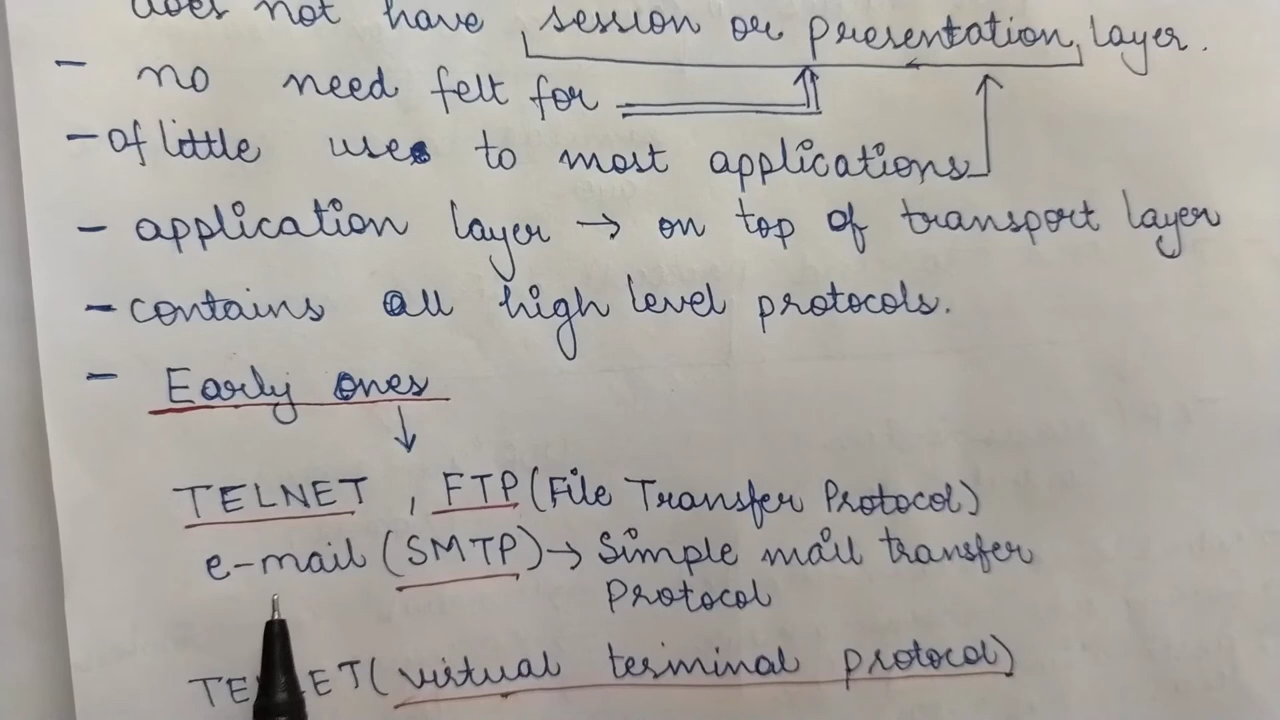 does not have session or presentation layer.
- no need felt for
- of little use to most applications
- application layer → on top of transport layer
- contains all high level protocols.
- Early ones
↓
TELNET , FTP (File Transfer Protocol)
e-mail (SMTP) → Simple mail transfer
Protocol
TELNET (virtual terminal protocol)